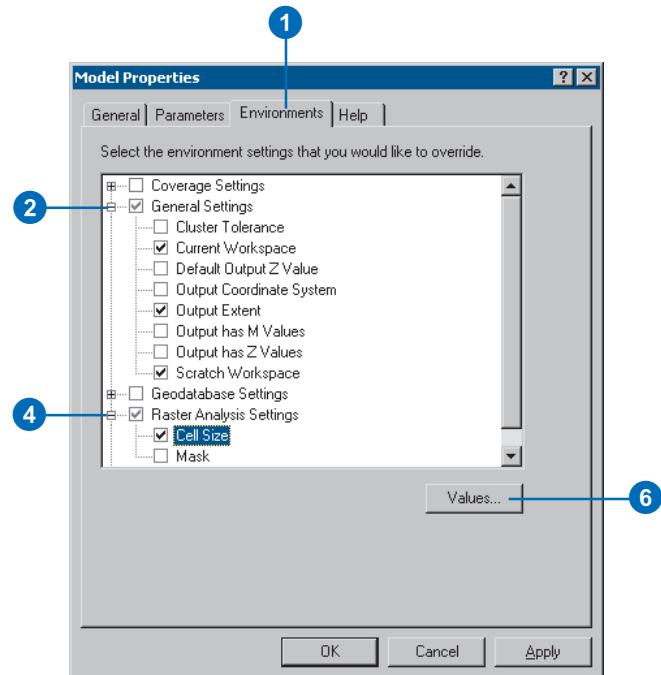 1
Model Properties
General Parameters Environments Help
Select the environment settings that you would like to override.
Coverage Settings
2 General Settings
Cluster Tolerance
Current Workspace
Default Output Z Value
Output Coordinate System
Output Extent
Output has M Values
Output has Z Values
Scratch Workspace
Geodatabase Settings
4 Raster Analysis Settings
Cell Size
Mask
Values... 6
OK Cancel Apply